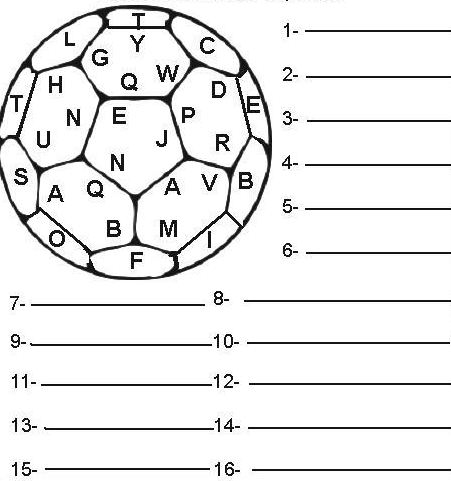 T
L Y C 1-
G W
H Q D 2-
T N E P E 3-
U J R
N 4-
S A Q A V B 5-
B M
O I 6-
F
7- 8-
9- 10-
11- 12-
13- 14-
15- 16-